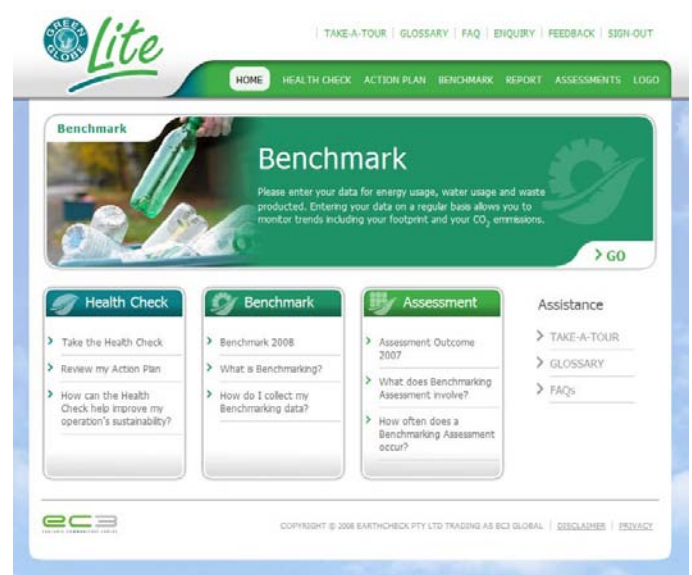 GREEN
GLOBE
Lite
TAKE-A-TOUR | GLOSSARY | FAQ | ENQUIRY | FEEDBACK | SIGN-OUT
HOME HEALTH CHECK ACTION PLAN BENCHMARK REPORT ASSESSMENTS LOGO
Benchmark
Benchmark
Please enter your data for energy usage, water usage and waste
producted. Entering your data on a regular basis allows you to
monitor trends including your footprint and your CO2 emmissions.
> GO
Health Check
Take the Health Check
Review my Action Plan
How can the Health
Check help improve my
operation's sustainability?
Benchmark
Benchmark 2008
What is Benchmarking?
How do I collect my
Benchmarking data?
Assessment
Assessment Outcome
2007
What does Benchmarking
Assessment involve?
How often does a
Benchmarking Assessment
occur?
Assistance
TAKE-A-TOUR
GLOSSARY
FAQs
ec3
COPYRIGHT © 2008 EARTHCHECK PTY LTD TRADING AS EC3 GLOBAL | DISCLAIMER | PRIVACY